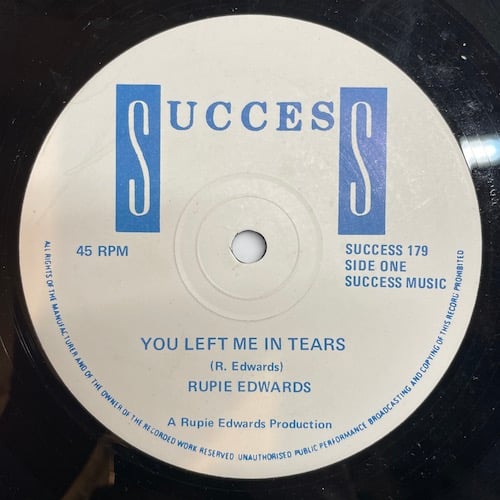 SUCCESS
45 RPM
SUCCESS 179
SIDE ONE
SUCCESS MUSIC
YOU LEFT ME IN TEARS
(R. Edwards)
RUPIE EDWARDS
A Rupie Edwards Production
ALL RIGHTS OF THE MANUFACTURER AND OF THE OWNER OF THE RECORDED WORK RESERVED UNAUTHORISED PUBLIC PERFORMANCE BROADCASTING AND COPYING OF THIS RECORD PROHIBITED